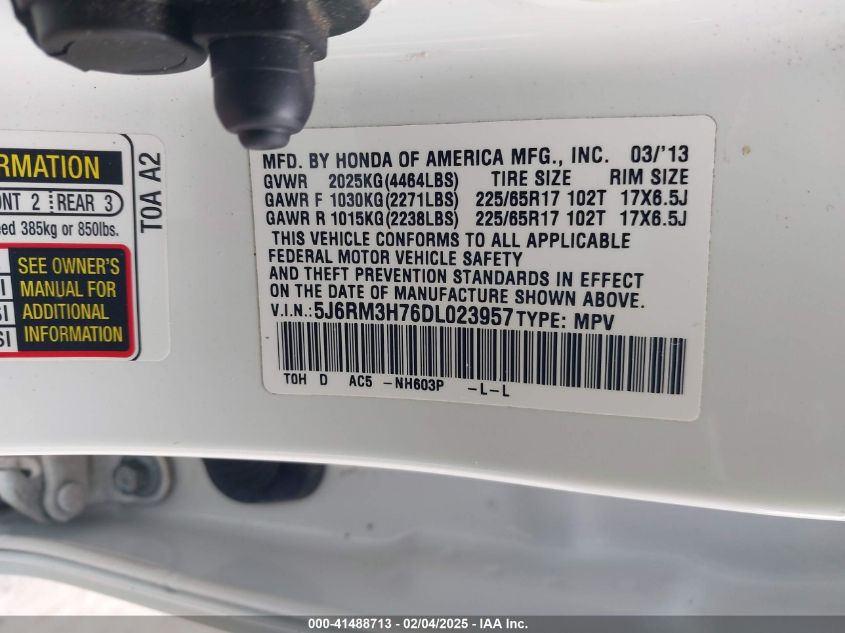 ORMATION
ONT 2 REAR 3
eed 385kg or 850lbs.
SEE OWNER'S
MANUAL FOR
ADDITIONAL
INFORMATION
T0A A2
MFD. BY HONDA OF AMERICA MFG., INC. 03/'13
GVWR 2025KG(4464LBS) TIRE SIZE RIM SIZE
GAWR F 1030KG(2271LBS) 225/65R17 102T 17X6.5J
GAWR R 1015KG(2238LBS) 225/65R17 102T 17X6.5J
THIS VEHICLE CONFORMS TO ALL APPLICABLE
FEDERAL MOTOR VEHICLE SAFETY
AND THEFT PREVENTION STANDARDS IN EFFECT
ON THE DATE OF MANUFACTURE SHOWN ABOVE.
V.I.N.:5J6RM3H76DL023957 TYPE: MPV
T0H D AC5 -NH603P -L-L
000-41488713 - 02/04/2025 - IAA, Inc.